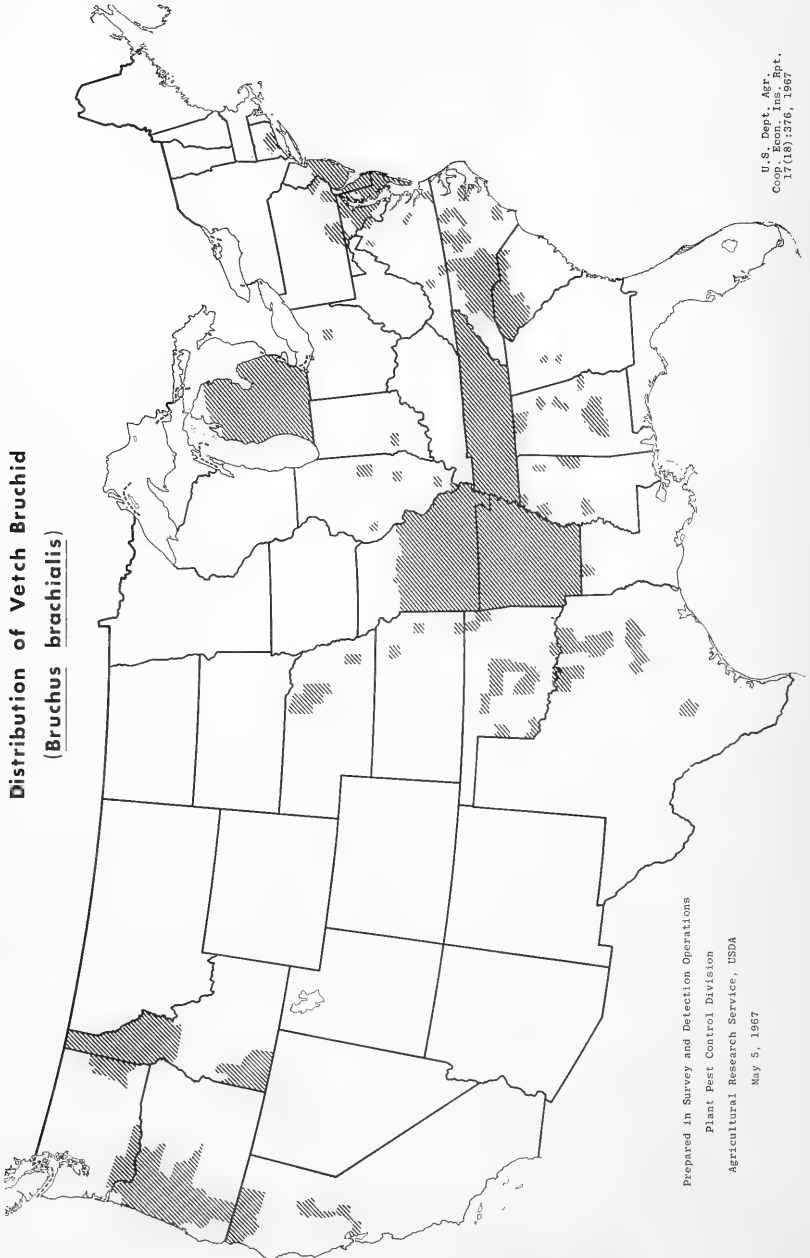 Distribution of Vetch Bruchid
(Bruchus brachialis)
Prepared in Survey and Detection Operations
Plant Pest Control Division
Agricultural Research Service, USDA
May 5, 1967
U.S. Dept. Agr.
Coop. Econ. Ins. Rpt.
17(18):376, 1967